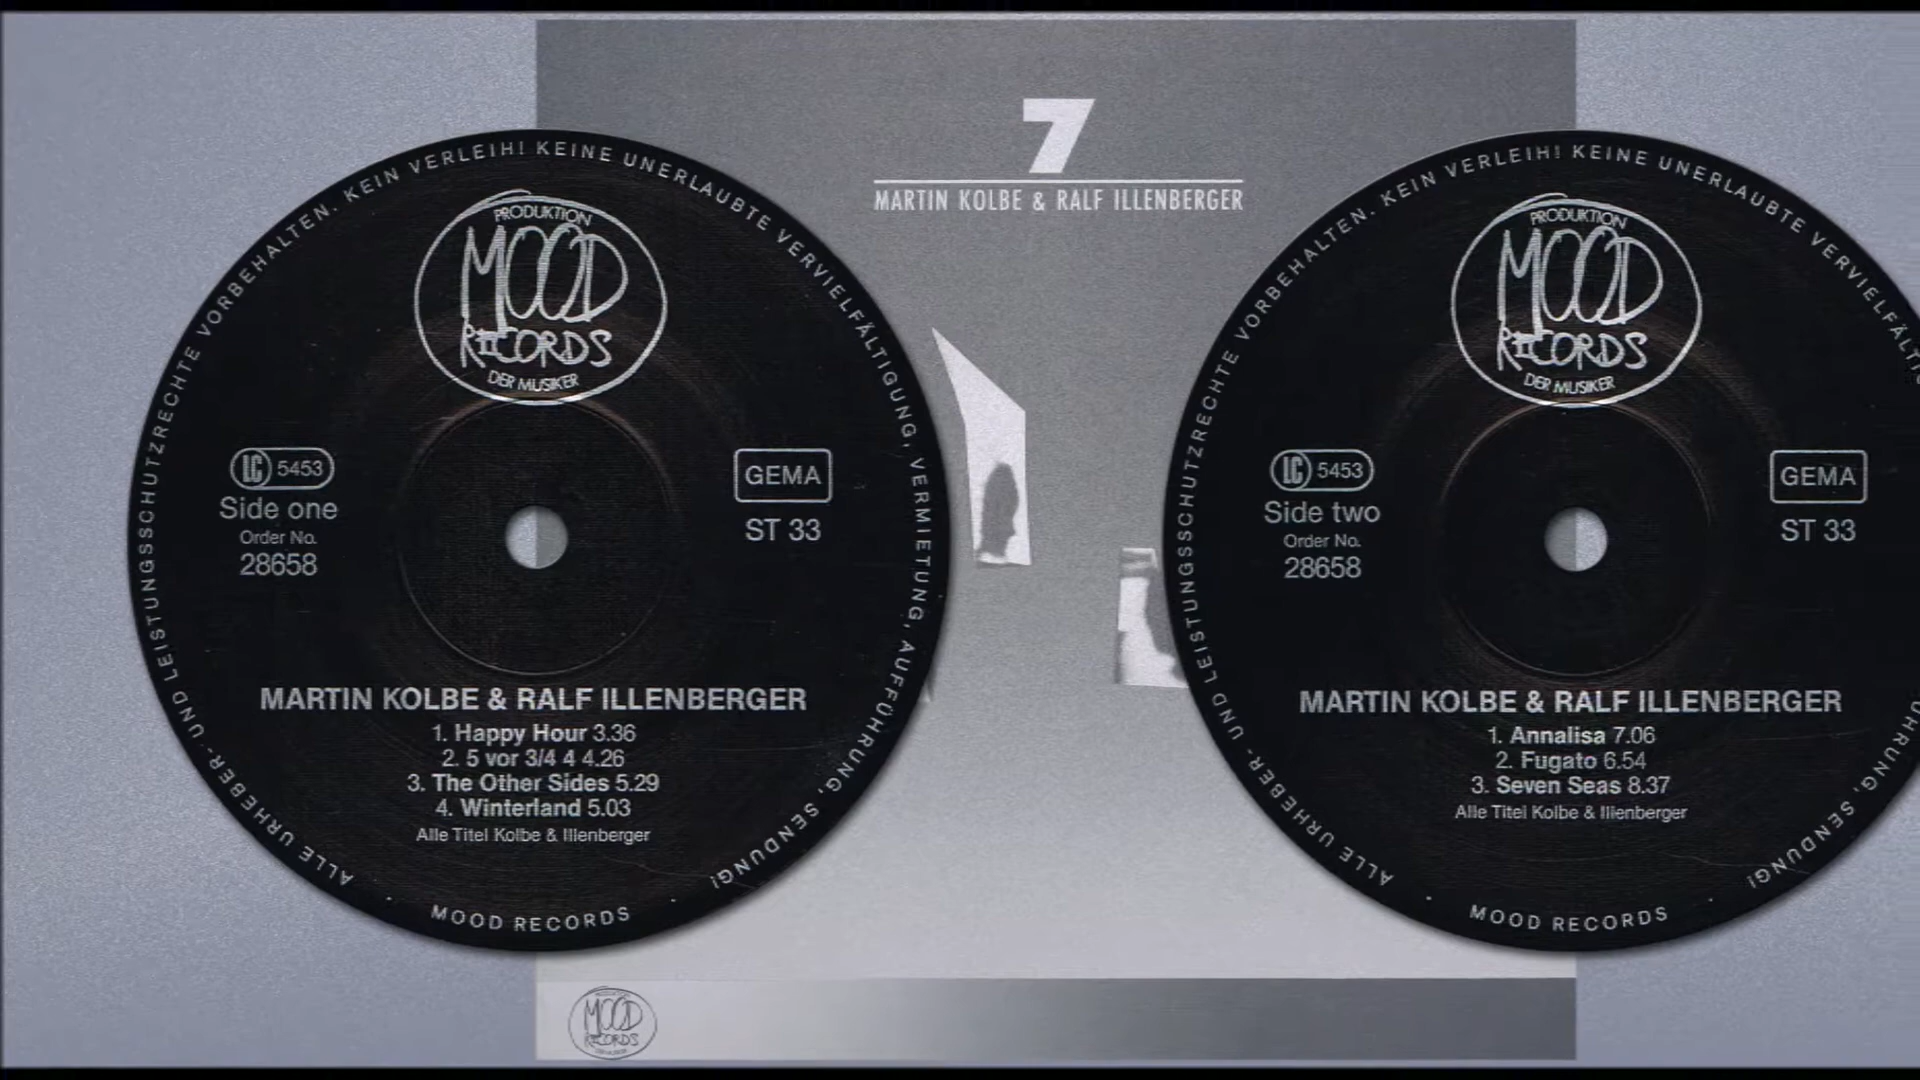 7
MARTIN KOLBE & RALF ILLENBERGER
ALLE URHEBER- UND LEISTUNGSSCHUTZRECHTE VORBEHALTEN. KEIN VERLEIH! KEINE UNERLAUBTE VERVIELFÄLTIGUNG, VERMIETUNG, AUFFÜHRUNG, SENDUNG!
PRODUKTION
MOOD
RECORDS
DER MUSIKER
LC 5453
GEMA
Side one
ST 33
Order No.
28658
MARTIN KOLBE & RALF ILLENBERGER
1. Happy Hour 3.36
2. 5 vor 3/4 4 4.26
3. The Other Sides 5.29
4. Winterland 5.03
Alle Titel Kolbe & Illenberger
MOOD RECORDS
ALLE URHEBER- UND LEISTUNGSSCHUTZRECHTE VORBEHALTEN. KEIN VERLEIH! KEINE UNERLAUBTE VERVIELFÄLTI
UHRUNG, SENDUNG!
PRODUKTION
MOOD
RECORDS
DER MUSIKER
LC 5453
GEMA
Side two
ST 33
Order No.
28658
MARTIN KOLBE & RALF ILLENBERGER
1. Annalisa 7.06
2. Fugato 6.54
3. Seven Seas 8.37
Alle Titel Kolbe & Illenberger
MOOD RECORDS
MOOD
RECORDS